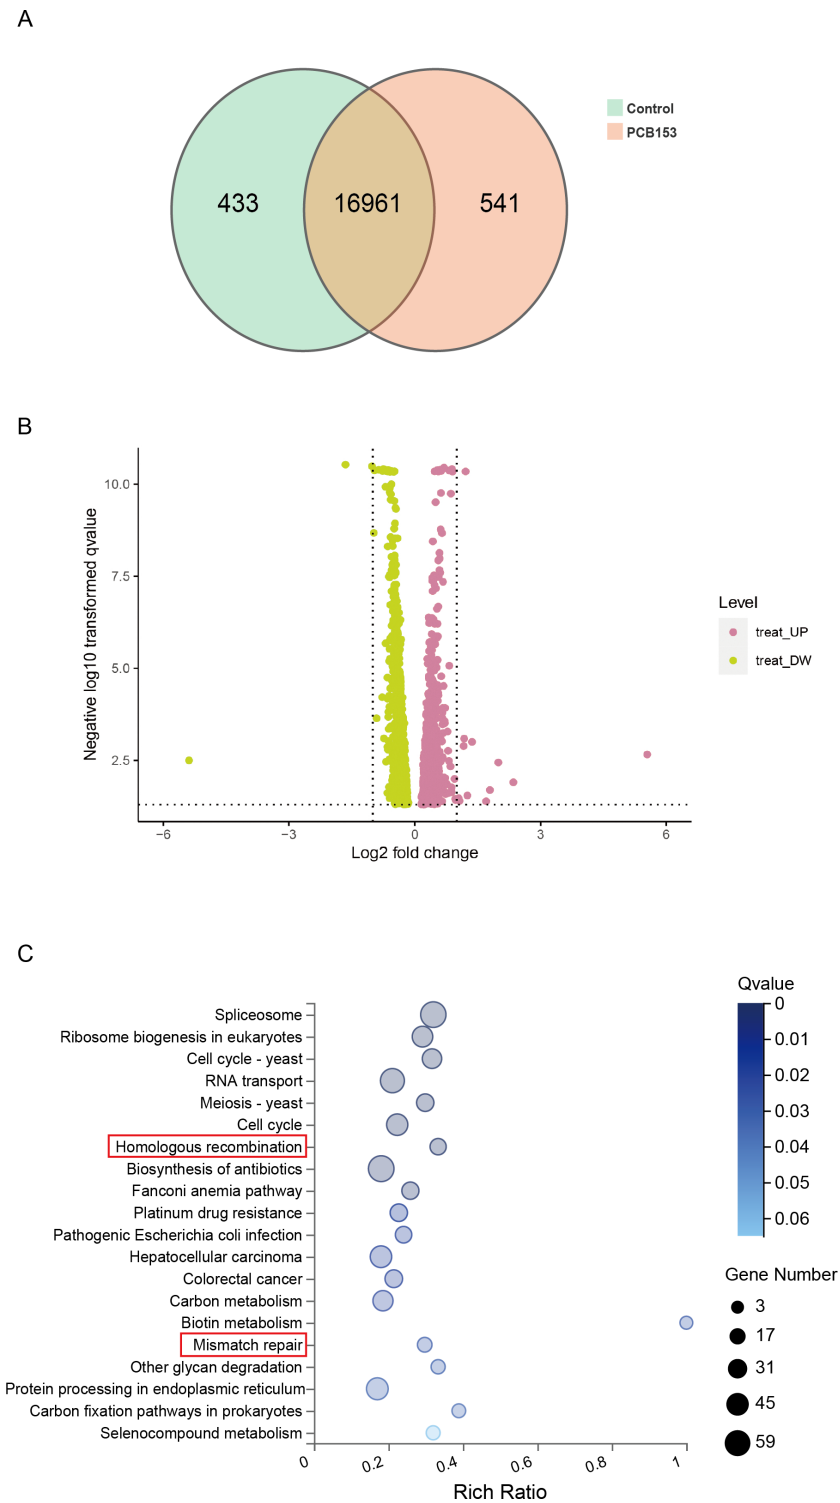 A
433
16961
541
Control
PCB153
B
Negative log10 transformed qvalue
10.0
7.5
5.0
2.5
−6
−3
0
3
6
Log2 fold change
Level
treat_UP
treat_DW
C
Spliceosome
Ribosome biogenesis in eukaryotes
Cell cycle - yeast
RNA transport
Meiosis - yeast
Cell cycle
Homologous recombination
Biosynthesis of antibiotics
Fanconi anemia pathway
Platinum drug resistance
Pathogenic Escherichia coli infection
Hepatocellular carcinoma
Colorectal cancer
Carbon metabolism
Biotin metabolism
Mismatch repair
Other glycan degradation
Protein processing in endoplasmic reticulum
Carbon fixation pathways in prokaryotes
Selenocompound metabolism
0
0.2
0.4
0.6
0.8
1
Rich Ratio
Qvalue
0
0.01
0.02
0.03
0.04
0.05
0.06
Gene Number
3
17
31
45
59